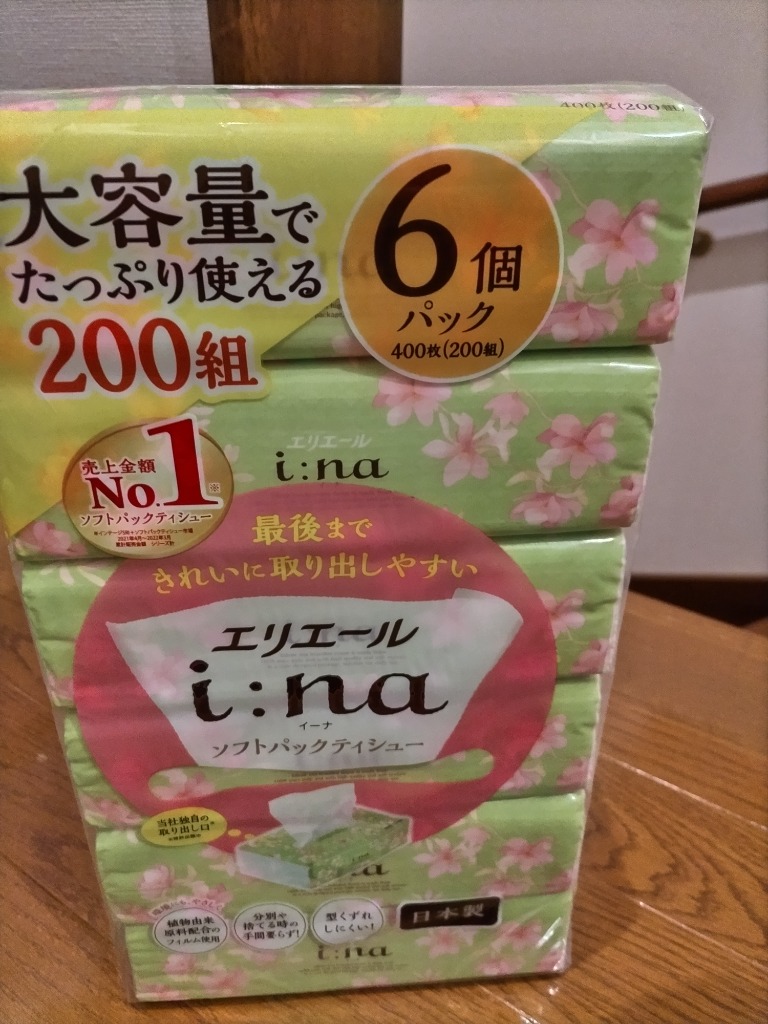 400枚(200組)
大容量で
たっぷり使える
200組
6個
パック
400枚(200組)
売上金額
No.1※
ソフトパックティシュー
エリエール
i:na
最後まで
きれいに取り出しやすい
エリエール
i:na
イーナ
ソフトパックティシュー
当社独自の
取り出し口※
植物由来
原料配合の
フィルム使用
分別や
捨てる時の
手間要らず!
型くずれ
しにくい!
日本製
i:na